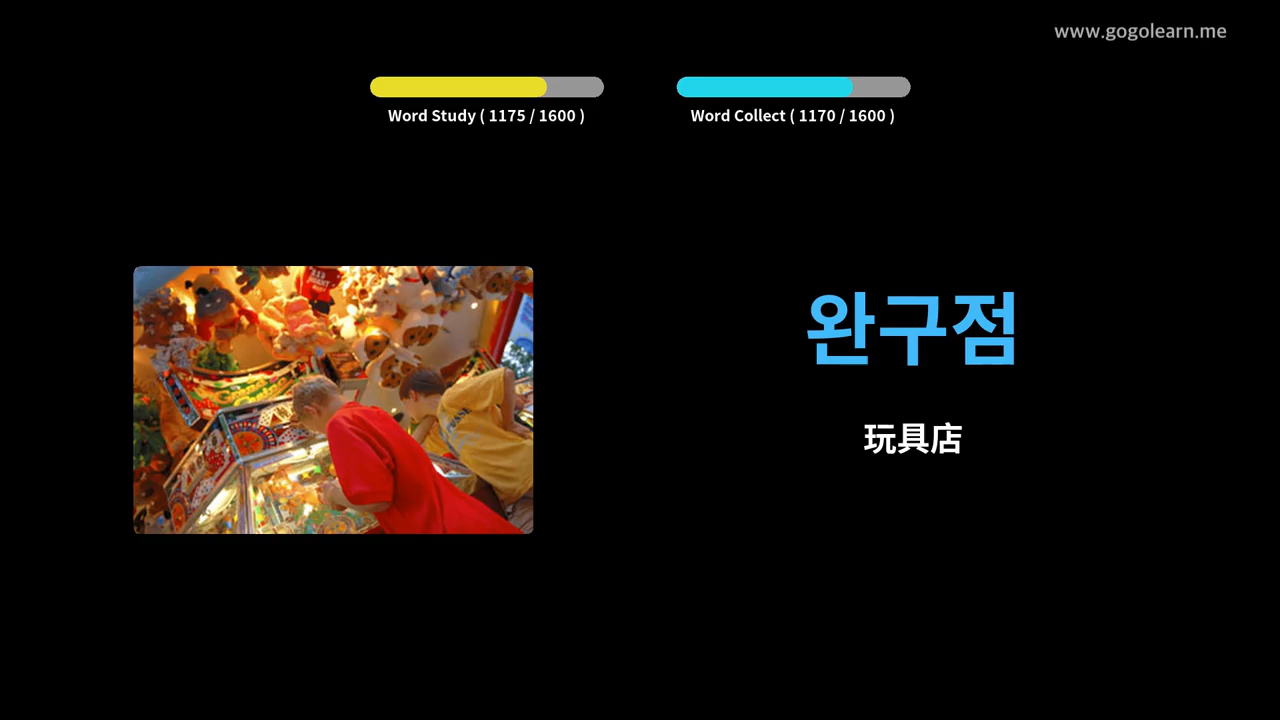 www.gogolearn.me
Word Study ( 1175 / 1600 )
Word Collect ( 1170 / 1600 )
완구점
玩具店